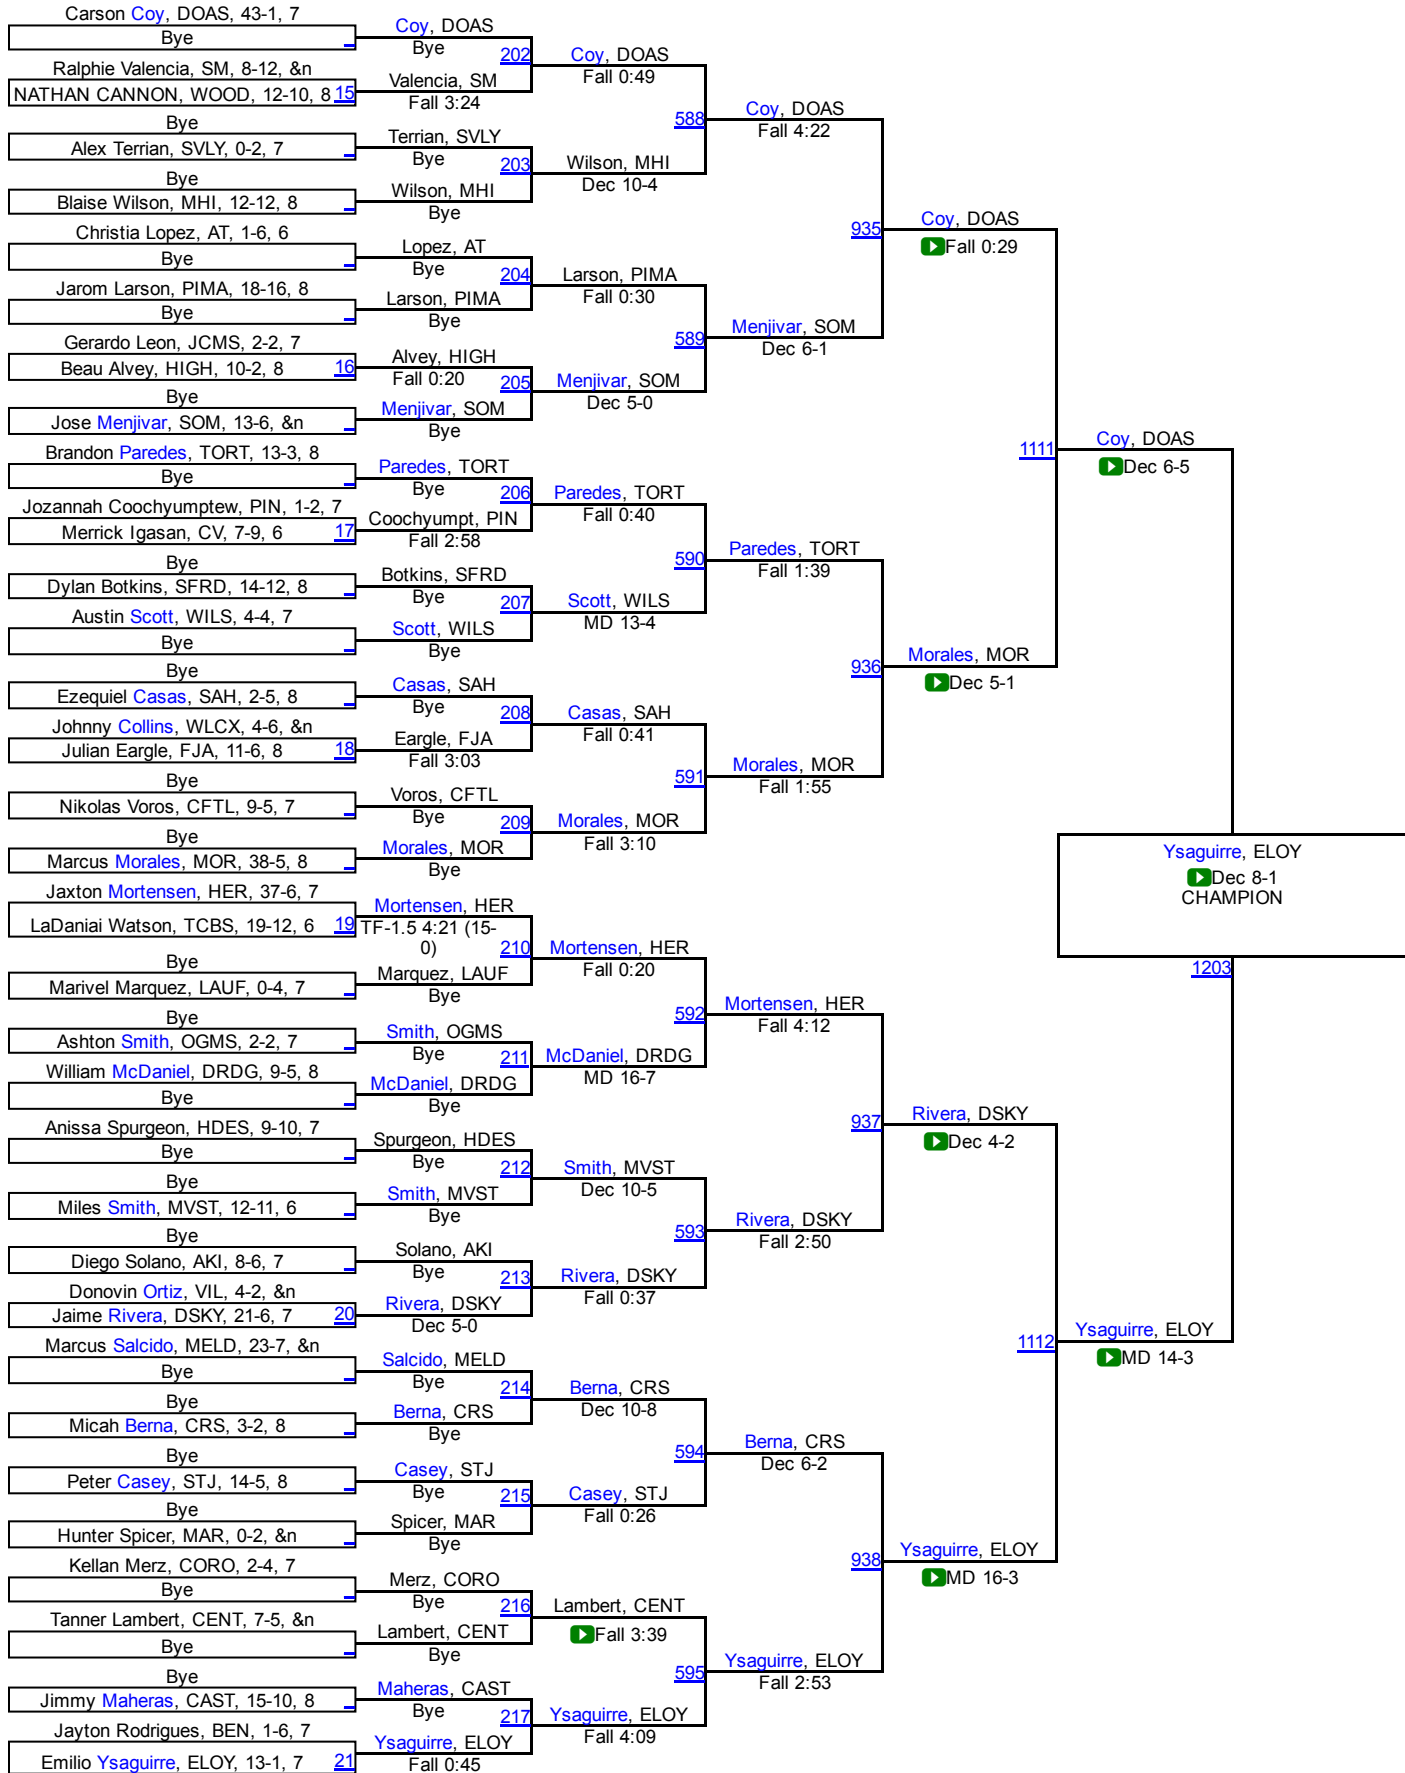 Carson Coy, DOAS, 43-1, 7
Bye
Ralphie Valencia, SM, 8-12, &n
NATHAN CANNON, WOOD, 12-10, 8 15
Bye
Alex Terrian, SVLY, 0-2, 7
Bye
Blaise Wilson, MHI, 12-12, 8
Christia Lopez, AT, 1-6, 6
Bye
Jarom Larson, PIMA, 18-16, 8
Bye
Gerardo Leon, JCMS, 2-2, 7
Beau Alvey, HIGH, 10-2, 8 16
Bye
Jose Menjivar, SOM, 13-6, &n
Brandon Paredes, TORT, 13-3, 8
Bye
Jozannah Coochyumptew, PIN, 1-2, 7
Merrick Igasan, CV, 7-9, 6 17
Bye
Dylan Botkins, SFRD, 14-12, 8
Austin Scott, WILS, 4-4, 7
Bye
Bye
Ezequiel Casas, SAH, 2-5, 8
Johnny Collins, WLCX, 4-6, &n
Julian Eargle, FJA, 11-6, 8 18
Bye
Nikolas Voros, CFTL, 9-5, 7
Bye
Marcus Morales, MOR, 38-5, 8
Jaxton Mortensen, HER, 37-6, 7
LaDaniai Watson, TCBS, 19-12, 6 19
Bye
Marivel Marquez, LAUF, 0-4, 7
Bye
Ashton Smith, OGMS, 2-2, 7
William McDaniel, DRDG, 9-5, 8
Bye
Anissa Spurgeon, HDES, 9-10, 7
Bye
Bye
Miles Smith, MVST, 12-11, 6
Bye
Diego Solano, AKI, 8-6, 7
Donovin Ortiz, VIL, 4-2, &n
Jaime Rivera, DSKY, 21-6, 7 20
Marcus Salcido, MELD, 23-7, &n
Bye
Bye
Micah Berna, CRS, 3-2, 8
Bye
Peter Casey, STJ, 14-5, 8
Bye
Hunter Spicer, MAR, 0-2, &n
Kellan Merz, CORO, 2-4, 7
Bye
Tanner Lambert, CENT, 7-5, &n
Bye
Bye
Jimmy Maheras, CAST, 15-10, 8
Jayton Rodrigues, BEN, 1-6, 7
Emilio Ysaguirre, ELOY, 13-1, 7 21
Coy, DOAS
Bye
202
Valencia, SM
Fall 3:24
Terrian, SVLY
Bye
203
Wilson, MHI
Bye
Lopez, AT
Bye
204
Larson, PIMA
Bye
Alvey, HIGH
Fall 0:20
205
Menjivar, SOM
Bye
Paredes, TORT
Bye
206
Coochyumpt, PIN
Fall 2:58
Botkins, SFRD
Bye
207
Scott, WILS
Bye
Casas, SAH
Bye
208
Eargle, FJA
Fall 3:03
Voros, CFTL
Bye
209
Morales, MOR
Bye
Mortensen, HER
TF-1.5 4:21 (15-
0)
210
Marquez, LAUF
Bye
Smith, OGMS
Bye
211
McDaniel, DRDG
Bye
Spurgeon, HDES
Bye
212
Smith, MVST
Bye
Solano, AKI
Bye
213
Rivera, DSKY
Dec 5-0
Salcido, MELD
Bye
214
Berna, CRS
Bye
Casey, STJ
Bye
215
Spicer, MAR
Bye
Merz, CORO
Bye
216
Lambert, CENT
Bye
Maheras, CAST
Bye
217
Ysaguirre, ELOY
Fall 0:45
Coy, DOAS
Fall 0:49
588
Wilson, MHI
Dec 10-4
Larson, PIMA
Fall 0:30
589
Menjivar, SOM
Dec 5-0
Paredes, TORT
Fall 0:40
590
Scott, WILS
MD 13-4
Casas, SAH
Fall 0:41
591
Morales, MOR
Fall 3:10
Mortensen, HER
Fall 0:20
592
McDaniel, DRDG
MD 16-7
Smith, MVST
Dec 10-5
593
Rivera, DSKY
Fall 0:37
Berna, CRS
Dec 10-8
594
Casey, STJ
Fall 0:26
Lambert, CENT
Fall 3:39
595
Ysaguirre, ELOY
Fall 4:09
Coy, DOAS
Fall 4:22
935
Menjivar, SOM
Dec 6-1
Paredes, TORT
Fall 1:39
936
Morales, MOR
Fall 1:55
Mortensen, HER
Fall 4:12
937
Rivera, DSKY
Fall 2:50
Berna, CRS
Dec 6-2
938
Ysaguirre, ELOY
Fall 2:53
Coy, DOAS
Fall 0:29
1111
Morales, MOR
Dec 5-1
Rivera, DSKY
Dec 4-2
1112
Ysaguirre, ELOY
MD 16-3
Coy, DOAS
Dec 6-5
Ysaguirre, ELOY
Dec 8-1
CHAMPION
1203
Ysaguirre, ELOY
MD 14-3